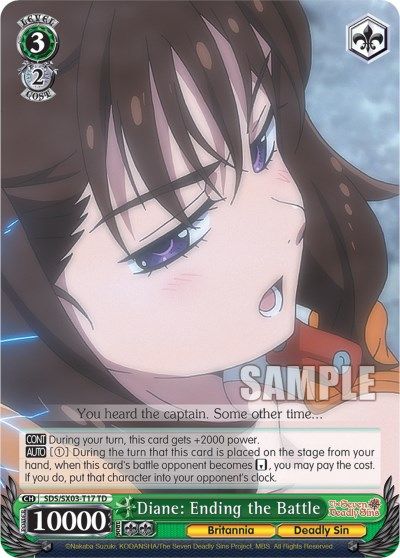 LEVEL
3
2
COST
SAMPLE
You heard the captain. Some other time...
CONT During your turn, this card gets +2000 power.
AUTO [①] During the turn that this card is placed on the stage from your
hand, when this card's battle opponent becomes [ ], you may pay the cost.
If you do, put that character into your opponent's clock.
CH SDS/SX03-T17 TD
10000
Diane: Ending the Battle
The Seven Deadly Sins
Britannia
Deadly Sin
©Nakaba Suzuki, KODANSHA/The Seven Deadly Sins Project, MBS. All Rights Reserved.